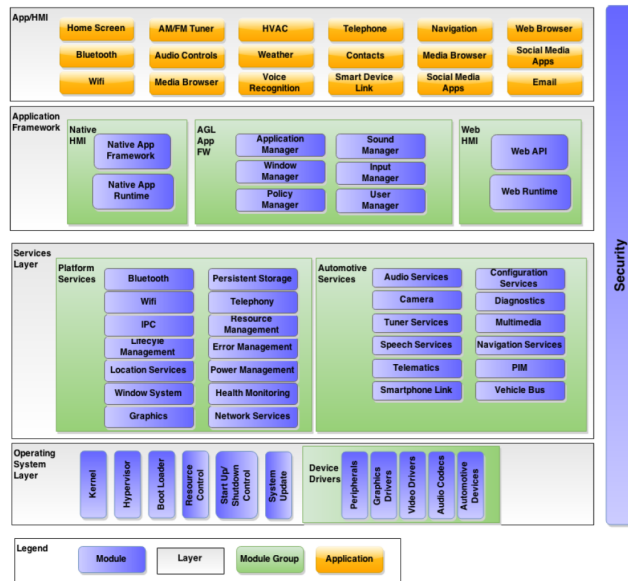 App/HMI
Home Screen
AM/FM Tuner
HVAC
Telephone
Navigation
Web Browser
Bluetooth
Audio Controls
Weather
Contacts
Media Browser
Social Media
Apps
Wifi
Media Browser
Voice
Recognition
Smart Device
Link
Social Media
Apps
Email
Application
Framework
Native
HMI
Native App
Framework
Native App
Runtime
AGL
App
FW
Application
Manager
Sound
Manager
Window
Manager
Input
Manager
Policy
Manager
User
Manager
Web
HMI
Web API
Web Runtime
Services
Layer
Platform
Services
Bluetooth
Persistent Storage
Wifi
Telephony
IPC
Resource
Management
Lifecyle
Management
Error Management
Location Services
Power Management
Window System
Health Monitoring
Graphics
Network Services
Automotive
Services
Audio Services
Configuration
Services
Camera
Diagnostics
Tuner Services
Multimedia
Speech Services
Navigation Services
Telematics
PIM
Smartphone Link
Vehicle Bus
Operating
System
Layer
Kernel
Hypervisor
Boot Loader
Resource
Control
Start Up/
Shutdown
Control
System
Update
Device
Drivers
Peripherals
Graphics
Drivers
Video Drivers
Audio Codecs
Automotive
Devices
Security
Legend
Module
Layer
Module Group
Application